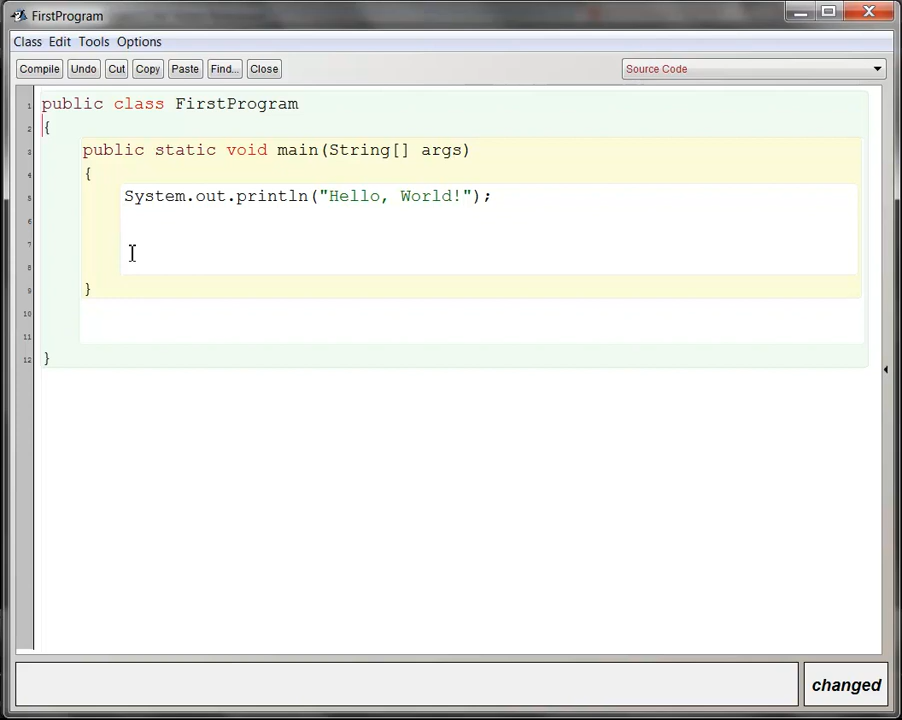 FirstProgram
Class Edit Tools Options
Compile Undo Cut Copy Paste Find... Close Source Code
1 public class FirstProgram
2 {
3 public static void main(String[] args)
4 {
5 System.out.println("Hello, World!");
6
7
8
9 }
10
11
12 }
changed